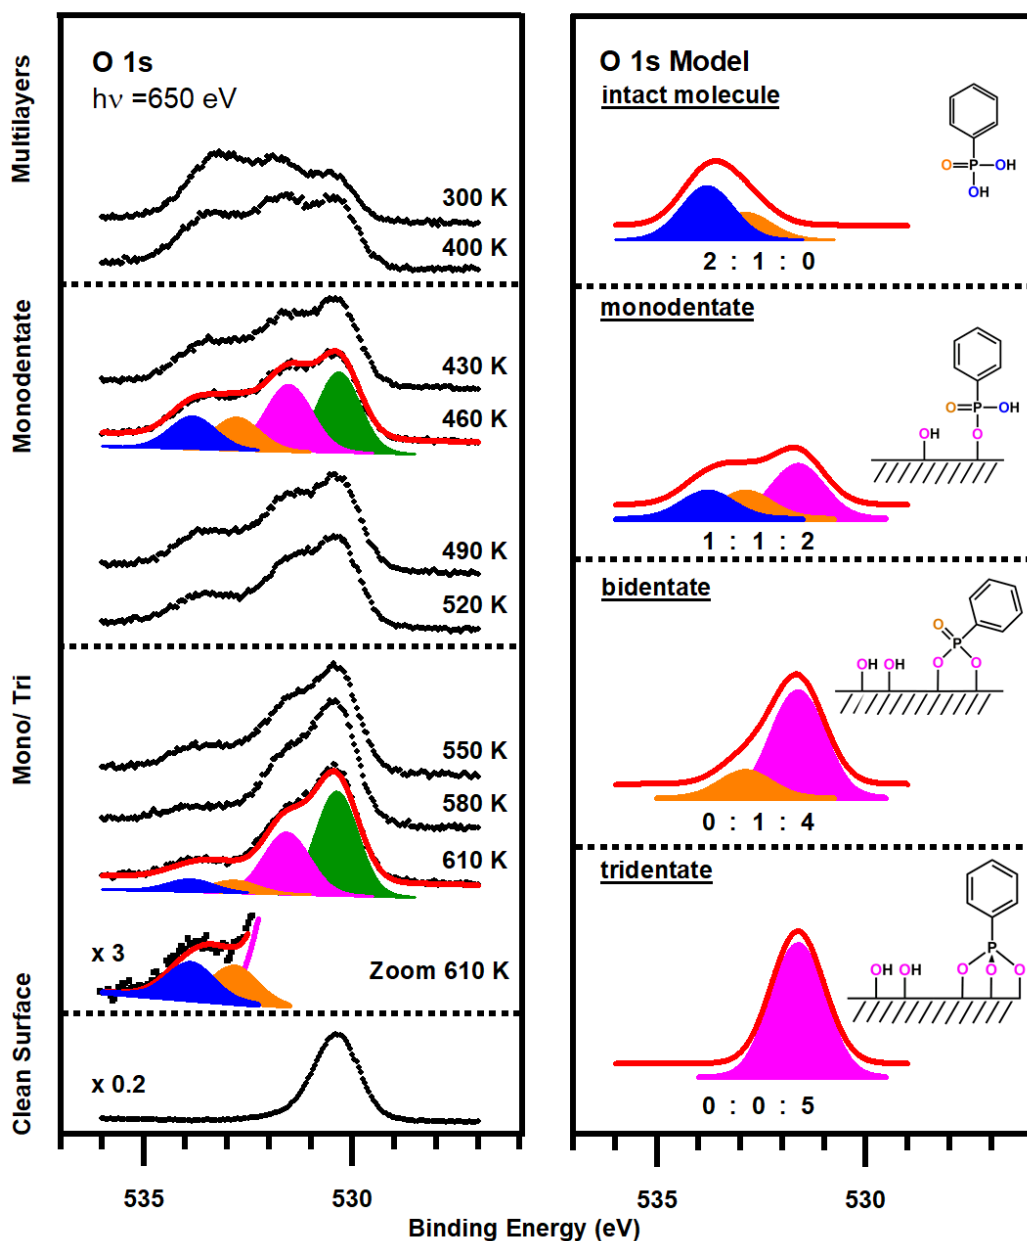 Multilayers
O 1s
hν =650 eV
300 K
400 K
Monodentate
430 K
460 K
490 K
520 K
Mono/ Tri
550 K
580 K
610 K
x 3
Zoom 610 K
Clean Surface
x 0.2
535
530
O 1s Model
intact molecule
O
P
OH
OH
2 : 1 : 0
monodentate
O
P
OH
OH
O
1 : 1 : 2
bidentate
O
P
OH
OH
O
O
0 : 1 : 4
tridentate
P
OH
OH
O
O
O
0 : 0 : 5
535
530
Binding Energy (eV)